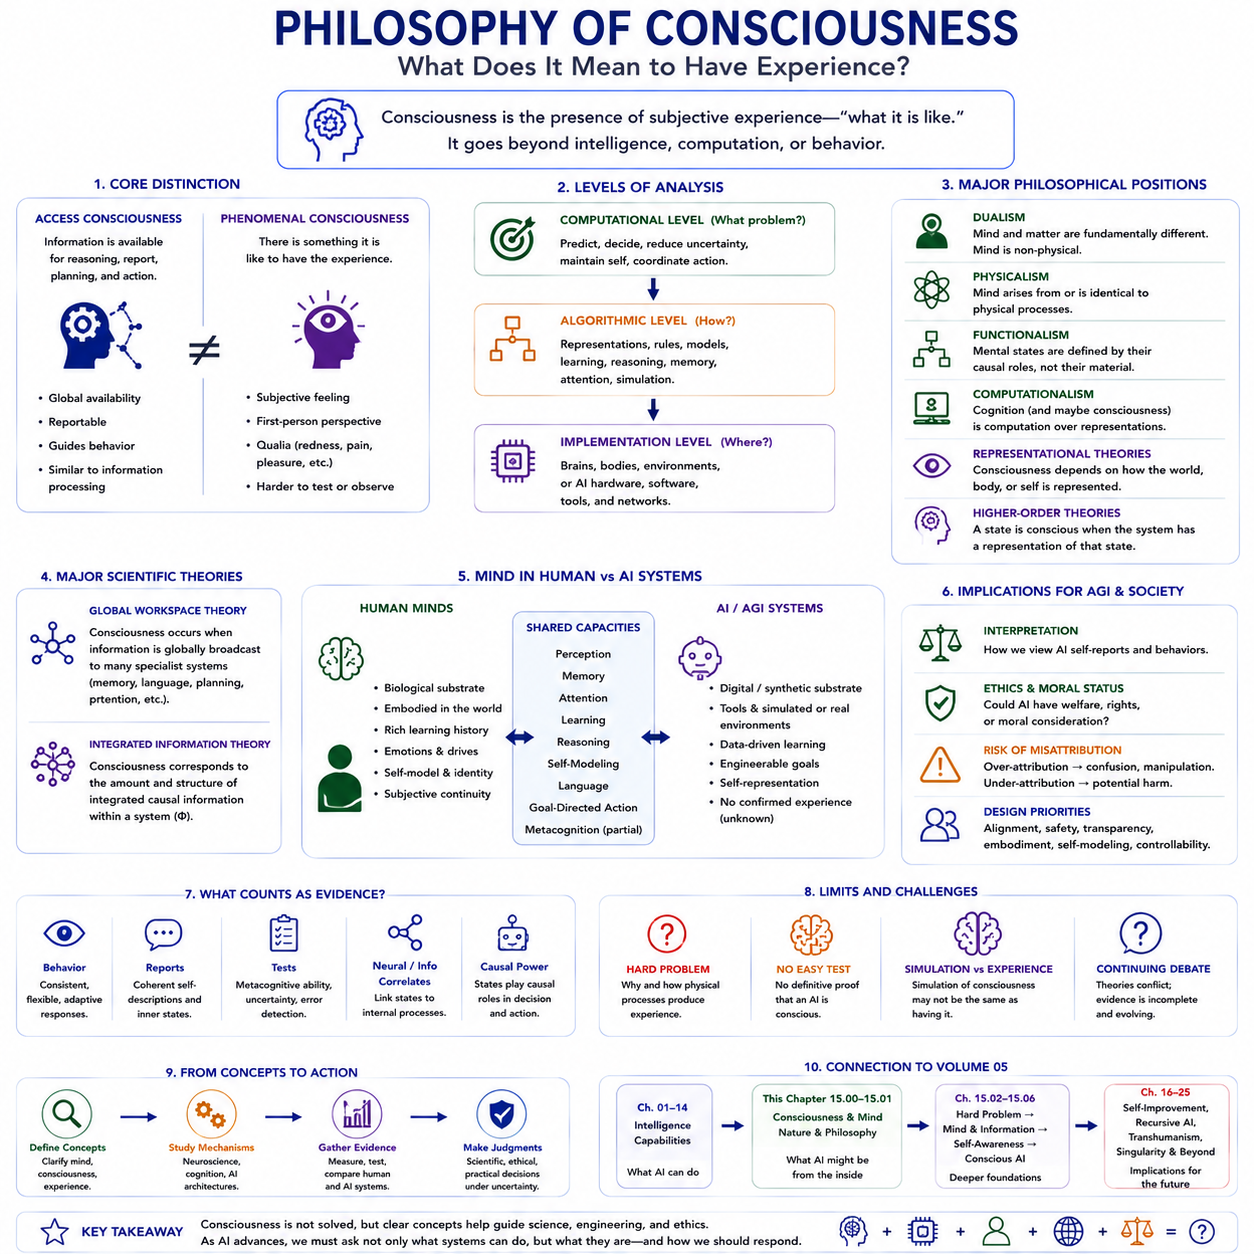 PHILOSOPHY OF CONSCIOUSNESS
What Does It Mean to Have Experience?
Consciousness is the presence of subjective experience—“what it is like.”
It goes beyond intelligence, computation, or behavior.
1. CORE DISTINCTION
ACCESS CONSCIOUSNESS
Information is available
for reasoning, report,
planning, and action.
• Global availability
• Reportable
• Guides behavior
• Similar to information
processing
≠
PHENOMENAL CONSCIOUSNESS
There is something it is
like to have the experience.
• Subjective feeling
• First-person perspective
• Qualia (redness, pain,
pleasure, etc.)
• Harder to test or observe
2. LEVELS OF ANALYSIS
COMPUTATIONAL LEVEL (What problem?)
Predict, decide, reduce uncertainty,
maintain self, coordinate action.
ALGORITHMIC LEVEL (How?)
Representations, rules, models,
learning, reasoning, memory,
attention, simulation.
IMPLEMENTATION LEVEL (Where?)
Brains, bodies, environments,
or AI hardware, software,
tools, and networks.
3. MAJOR PHILOSOPHICAL POSITIONS
DUALISM
Mind and matter are fundamentally different.
Mind is non-physical.
PHYSICALISM
Mind arises from or is identical to
physical processes.
FUNCTIONALISM
Mental states are defined by their
causal roles, not their material.
COMPUTATIONALISM
Cognition (and maybe consciousness)
is computation over representations.
REPRESENTATIONAL THEORIES
Consciousness depends on how the world,
body, or self is represented.
HIGHER-ORDER THEORIES
A state is conscious when the system has
a representation of that state.
4. MAJOR SCIENTIFIC THEORIES
GLOBAL WORKSPACE THEORY
Consciousness occurs when
information is globally broadcast
to many specialist systems
(memory, language, planning,
prtention, etc.).
INTEGRATED INFORMATION THEORY
Consciousness corresponds to
the amount and structure of
integrated causal information
within a system (Φ).
5. MIND IN HUMAN vs AI SYSTEMS
HUMAN MINDS
• Biological substrate
• Embodied in the world
• Rich learning history
• Emotions & drives
• Self-model & identity
• Subjective continuity
SHARED CAPACITIES
Perception
Memory
Attention
Learning
Reasoning
Self-Modeling
Language
Goal-Directed Action
Metacognition (partial)
AI / AGI SYSTEMS
• Digital / synthetic substrate
• Tools & simulated or real
environments
• Data-driven learning
• Engineerable goals
• Self-representation
• No confirmed experience
(unknown)
6. IMPLICATIONS FOR AGI & SOCIETY
INTERPRETATION
How we view AI self-reports and behaviors.
ETHICS & MORAL STATUS
Could AI have welfare, rights,
or moral consideration?
RISK OF MISATTRIBUTION
Over-attribution → confusion, manipulation.
Under-attribution → potential harm.
DESIGN PRIORITIES
Alignment, safety, transparency,
embodiment, self-modeling, controllability.
7. WHAT COUNTS AS EVIDENCE?
Behavior
Consistent,
flexible, adaptive
responses.
Reports
Coherent self-
descriptions and
inner states.
Tests
Metacognitive ability,
uncertainty, error
detection.
Neural / Info
Correlates
Link states to
internal processes.
Causal Power
States play causal
roles in decision
and action.
8. LIMITS AND CHALLENGES
?
HARD PROBLEM
Why and how physical
processes produce
experience.
NO EASY TEST
No definitive proof
that an AI is
conscious.
SIMULATION vs EXPERIENCE
Simulation of consciousness
may not be the same as
having it.
?
CONTINUING DEBATE
Theories conflict;
evidence is incomplete
and evolving.
9. FROM CONCEPTS TO ACTION
Define Concepts
Clarify mind,
consciousness,
experience.
Study Mechanisms
Neuroscience,
cognition, AI
architectures.
Gather Evidence
Measure, test,
compare human
and AI systems.
Make Judgments
Scientific, ethical,
practical decisions
under uncertainty.
10. CONNECTION TO VOLUME 05
Ch. 01–14
Intelligence
Capabilities
What AI can do
This Chapter 15.00–15.01
Consciousness & Mind
Nature & Philosophy
What AI might be
from the inside
Ch. 15.02–15.06
Hard Problem →
Mind & Information →
Self-Awareness →
Conscious AI
Deeper foundations
Ch. 16–25
Self-Improvement,
Recursive AI,
Transhumanism,
Singularity & Beyond
Implications for
the future
KEY TAKEAWAY
Consciousness is not solved, but clear concepts help guide science, engineering, and ethics.
As AI advances, we must ask not only what systems can do, but what they are—and how we should respond.
+ + + + = ?